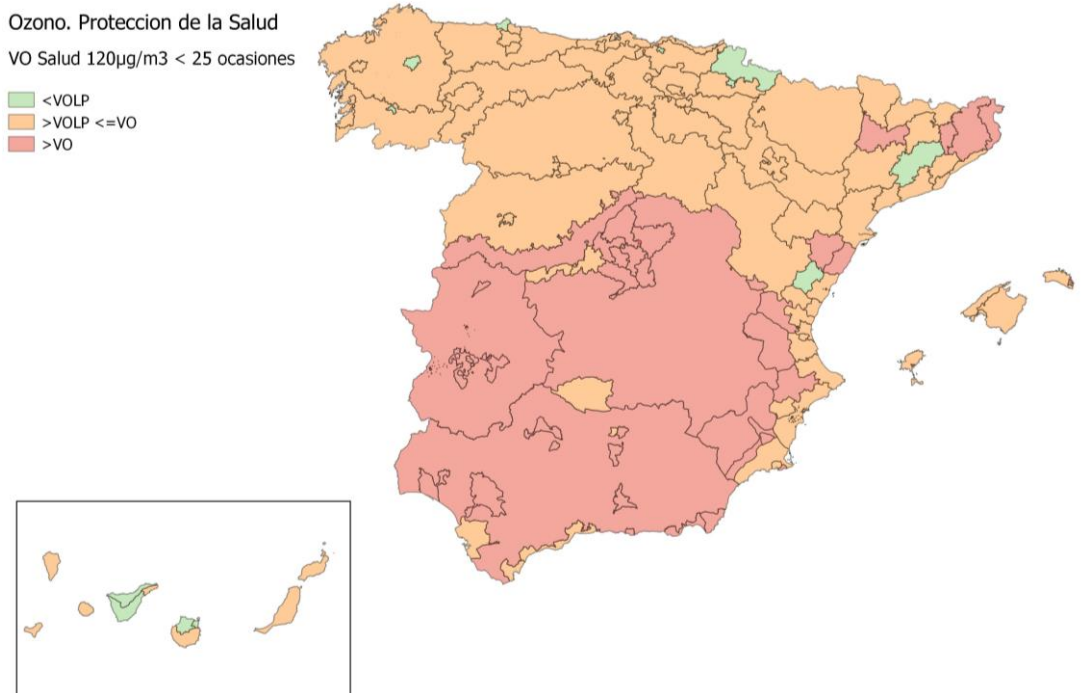 Ozono. Proteccion de la Salud
VO Salud 120µg/m3 < 25 ocasiones
<VOLP
>VOLP <=VO
>VO